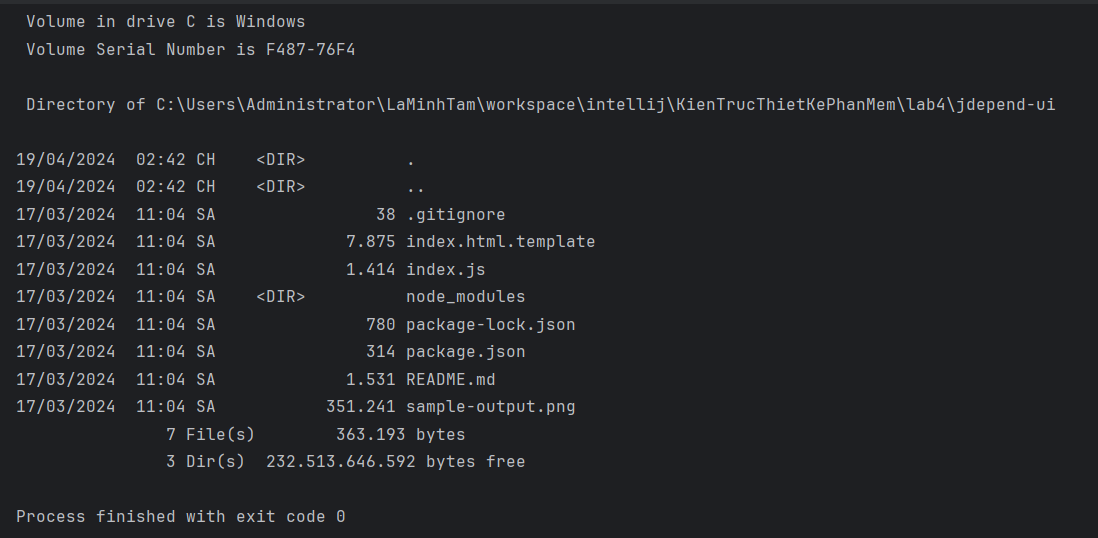 Volume in drive C is Windows
Volume Serial Number is F487-76F4
Directory of C:\Users\Administrator\LaMinhTam\workspace\intellij\KienTrucThietKePhanMem\lab4\jdepend-ui
19/04/2024  02:42 CH    <DIR>          .
19/04/2024  02:42 CH    <DIR>          ..
17/03/2024  11:04 SA                38 .gitignore
17/03/2024  11:04 SA             7.875 index.html.template
17/03/2024  11:04 SA             1.414 index.js
17/03/2024  11:04 SA    <DIR>          node_modules
17/03/2024  11:04 SA               780 package-lock.json
17/03/2024  11:04 SA               314 package.json
17/03/2024  11:04 SA             1.531 README.md
17/03/2024  11:04 SA           351.241 sample-output.png
7 File(s)        363.193 bytes
3 Dir(s)  232.513.646.592 bytes free
Process finished with exit code 0